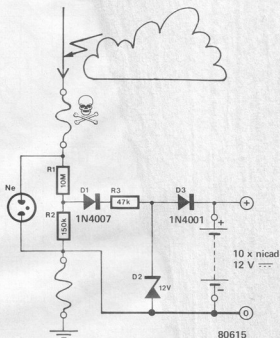 Ne
R1
10M
R2
150k
D1
1N4007
R3
47k
D3
1N4001
D2
12V
+
+
10 x nicad
12 V
−
0
80615